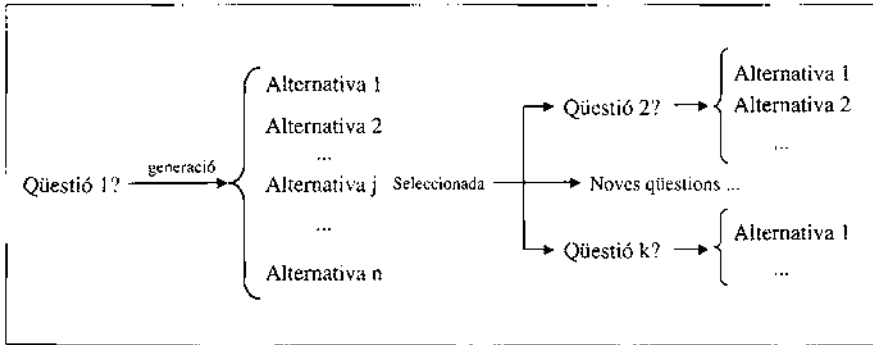 Qüestió 1?
generació
Alternativa 1
Alternativa 2
...
Alternativa j
...
Alternativa n
Seleccionada
Qüestió 2?
Alternativa 1
Alternativa 2
...
Noves qüestions ...
Qüestió k?
Alternativa 1
...